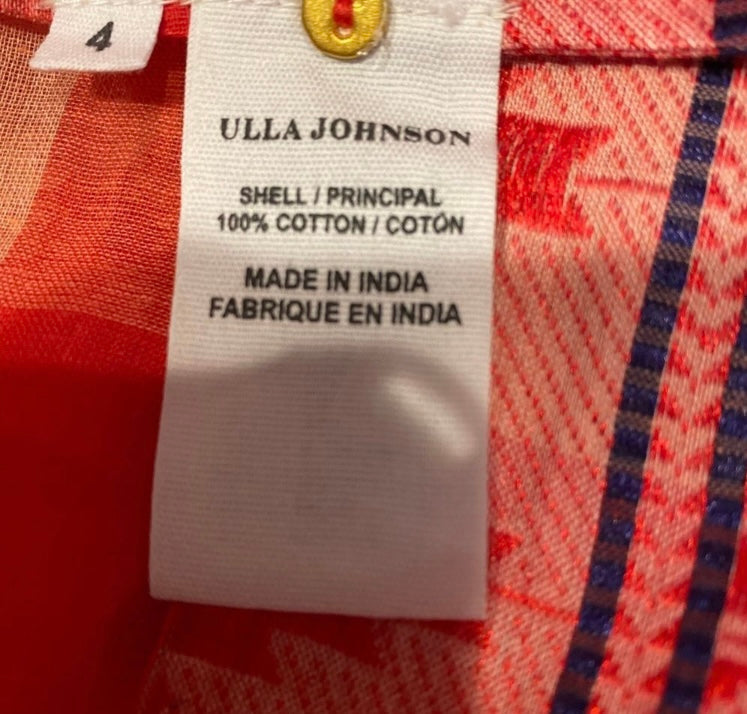 4
ULLA JOHNSON
SHELL / PRINCIPAL
100% COTTON / COTÓN
MADE IN INDIA
FABRIQUE EN INDIA